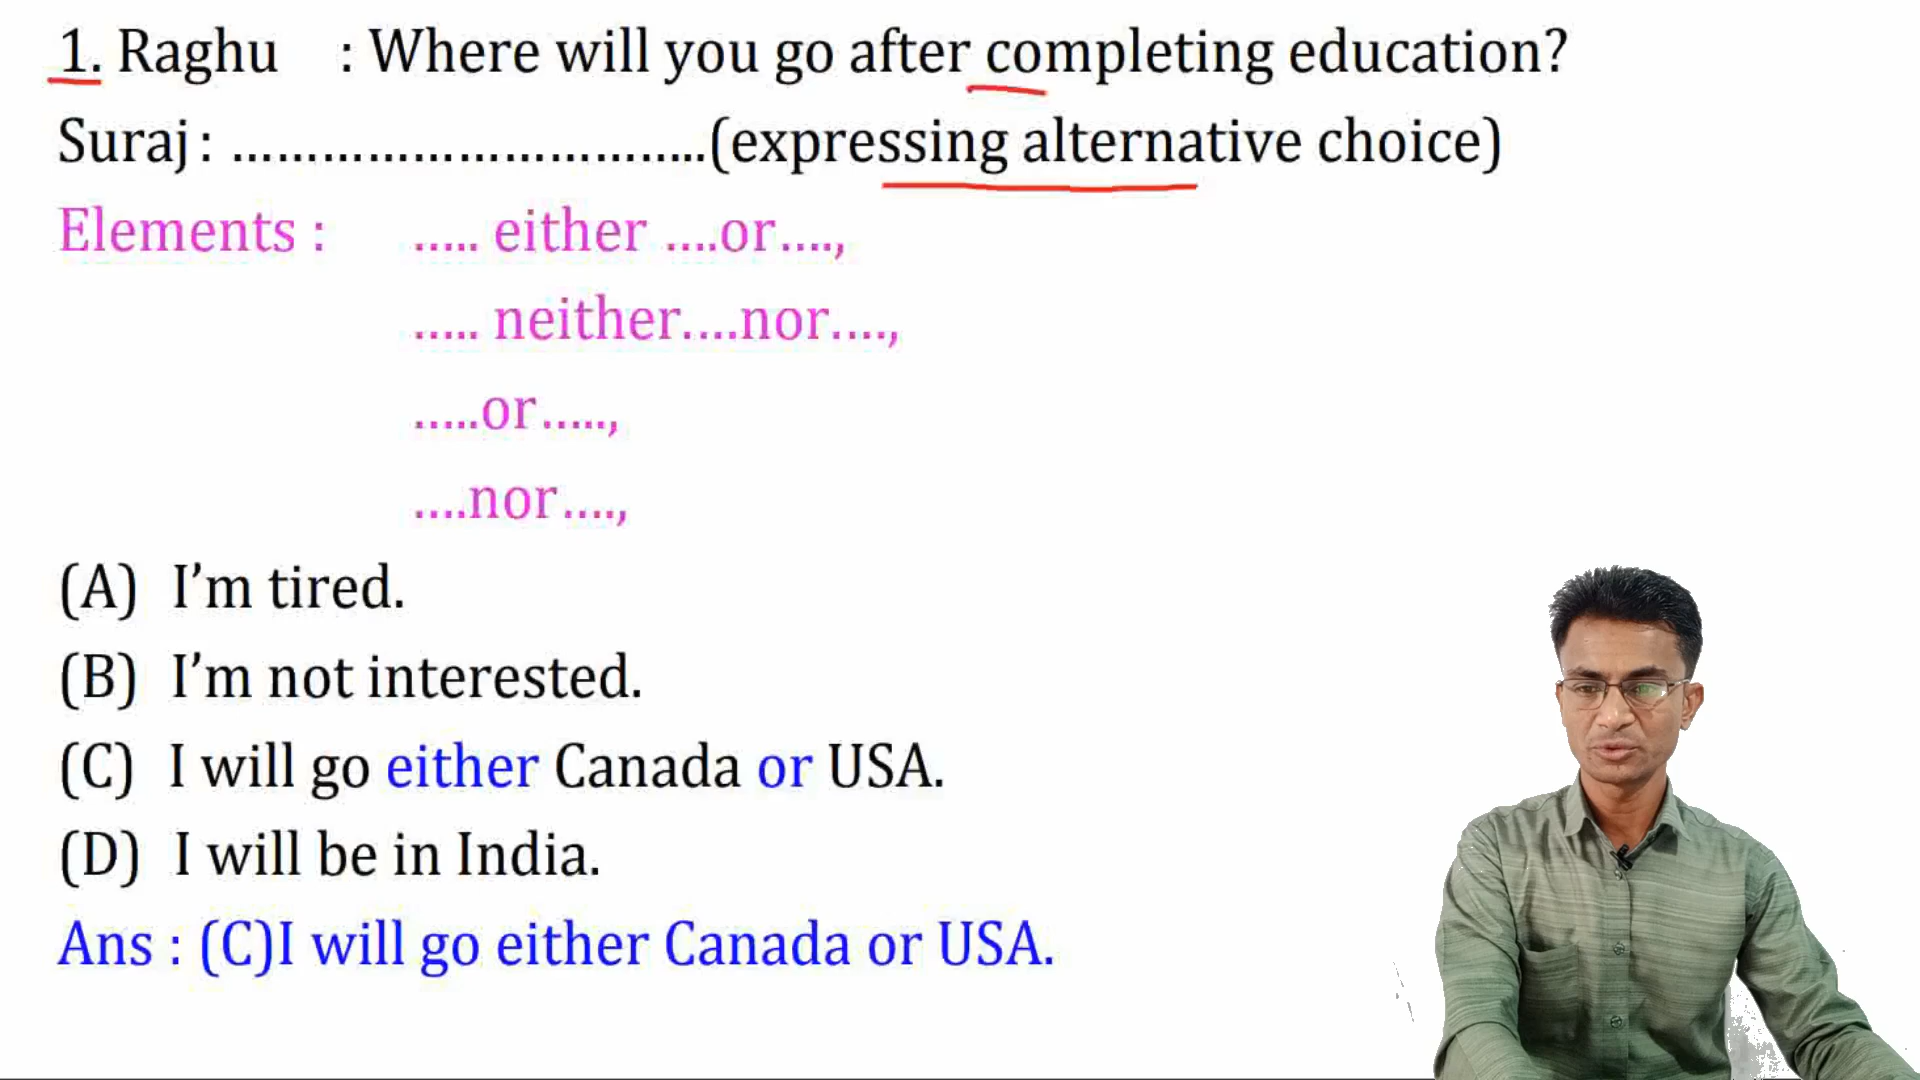 1. Raghu : Where will you go after completing education?
Suraj : ……………………………..(expressing alternative choice)
Elements : ..... either ....or....,
..... neither....nor....,
.....or.....,
....nor....,
(A) I’m tired.
(B) I’m not interested.
(C) I will go either Canada or USA.
(D) I will be in India.
Ans : (C)I will go either Canada or USA.